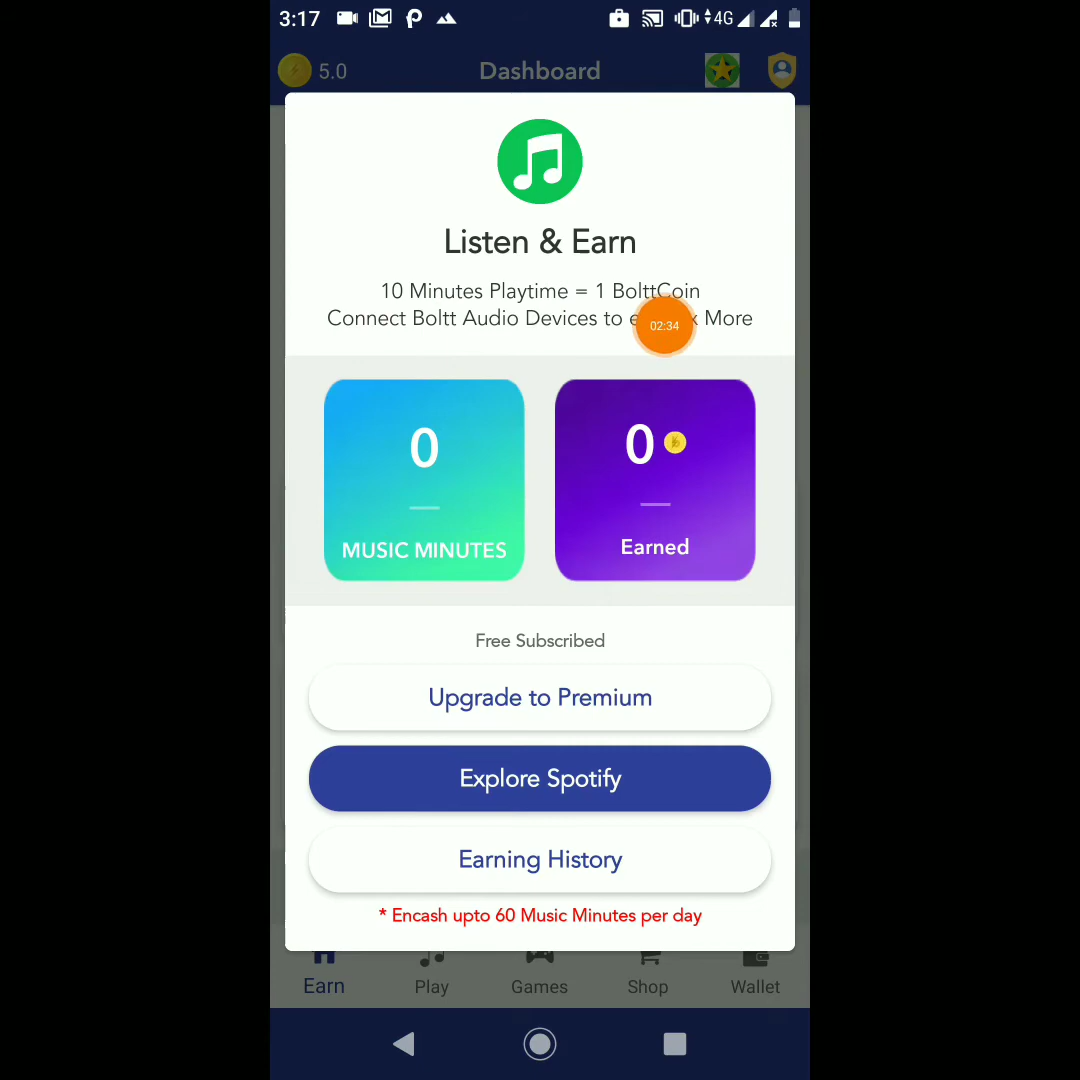 3:17 4G
5.0 Dashboard
Listen & Earn
10 Minutes Playtime = 1 BolttCoin
Connect Boltt Audio Devices to More
02:34
0
MUSIC MINUTES
0
Earned
Free Subscribed
Upgrade to Premium
Explore Spotify
Earning History
* Encash upto 60 Music Minutes per day
Earn Play Games Shop Wallet